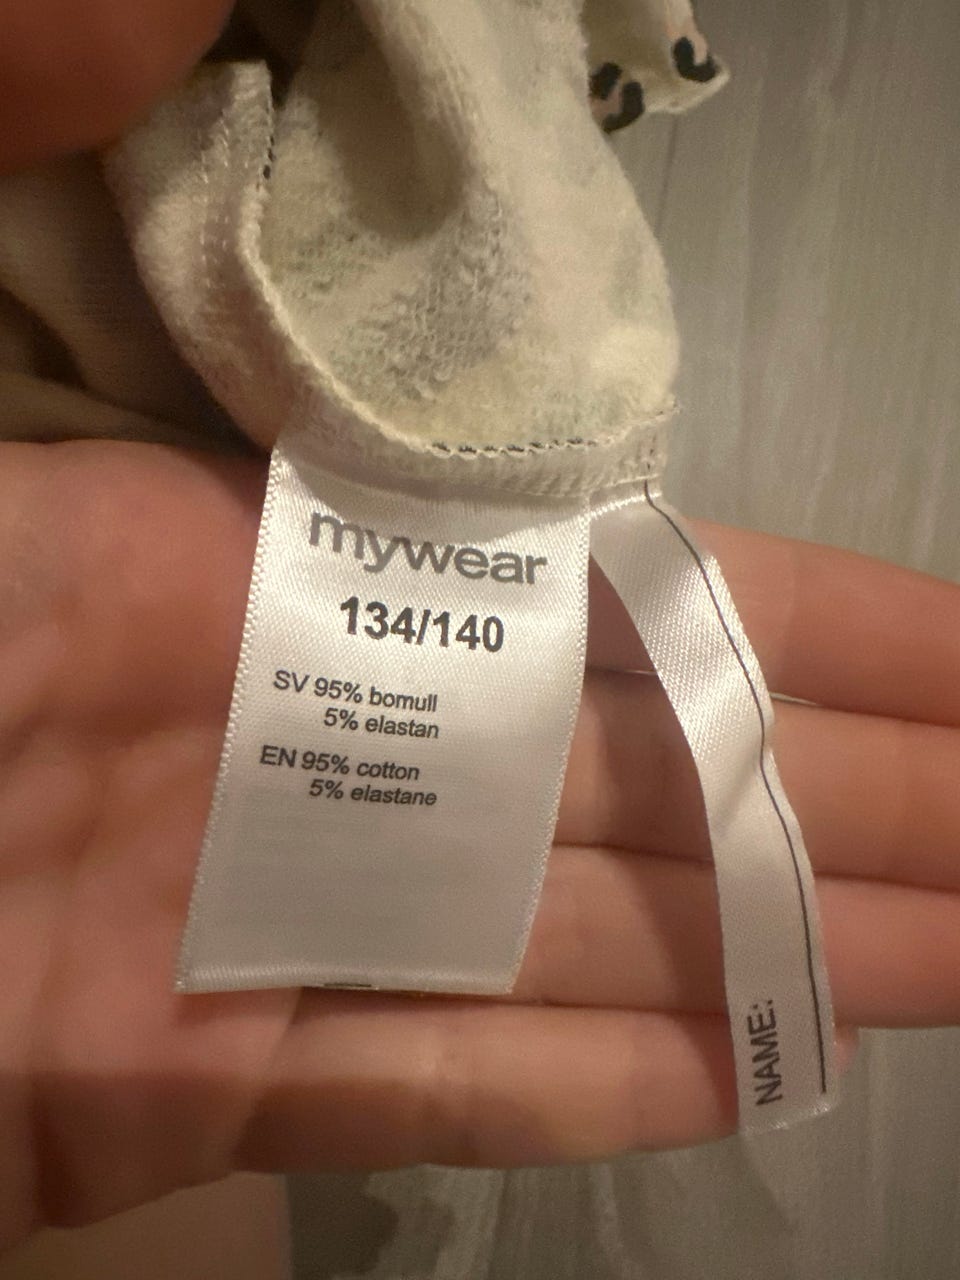 mywear
134/140
SV 95% bomull
5% elastan
EN 95% cotton
5% elastane
NAME: